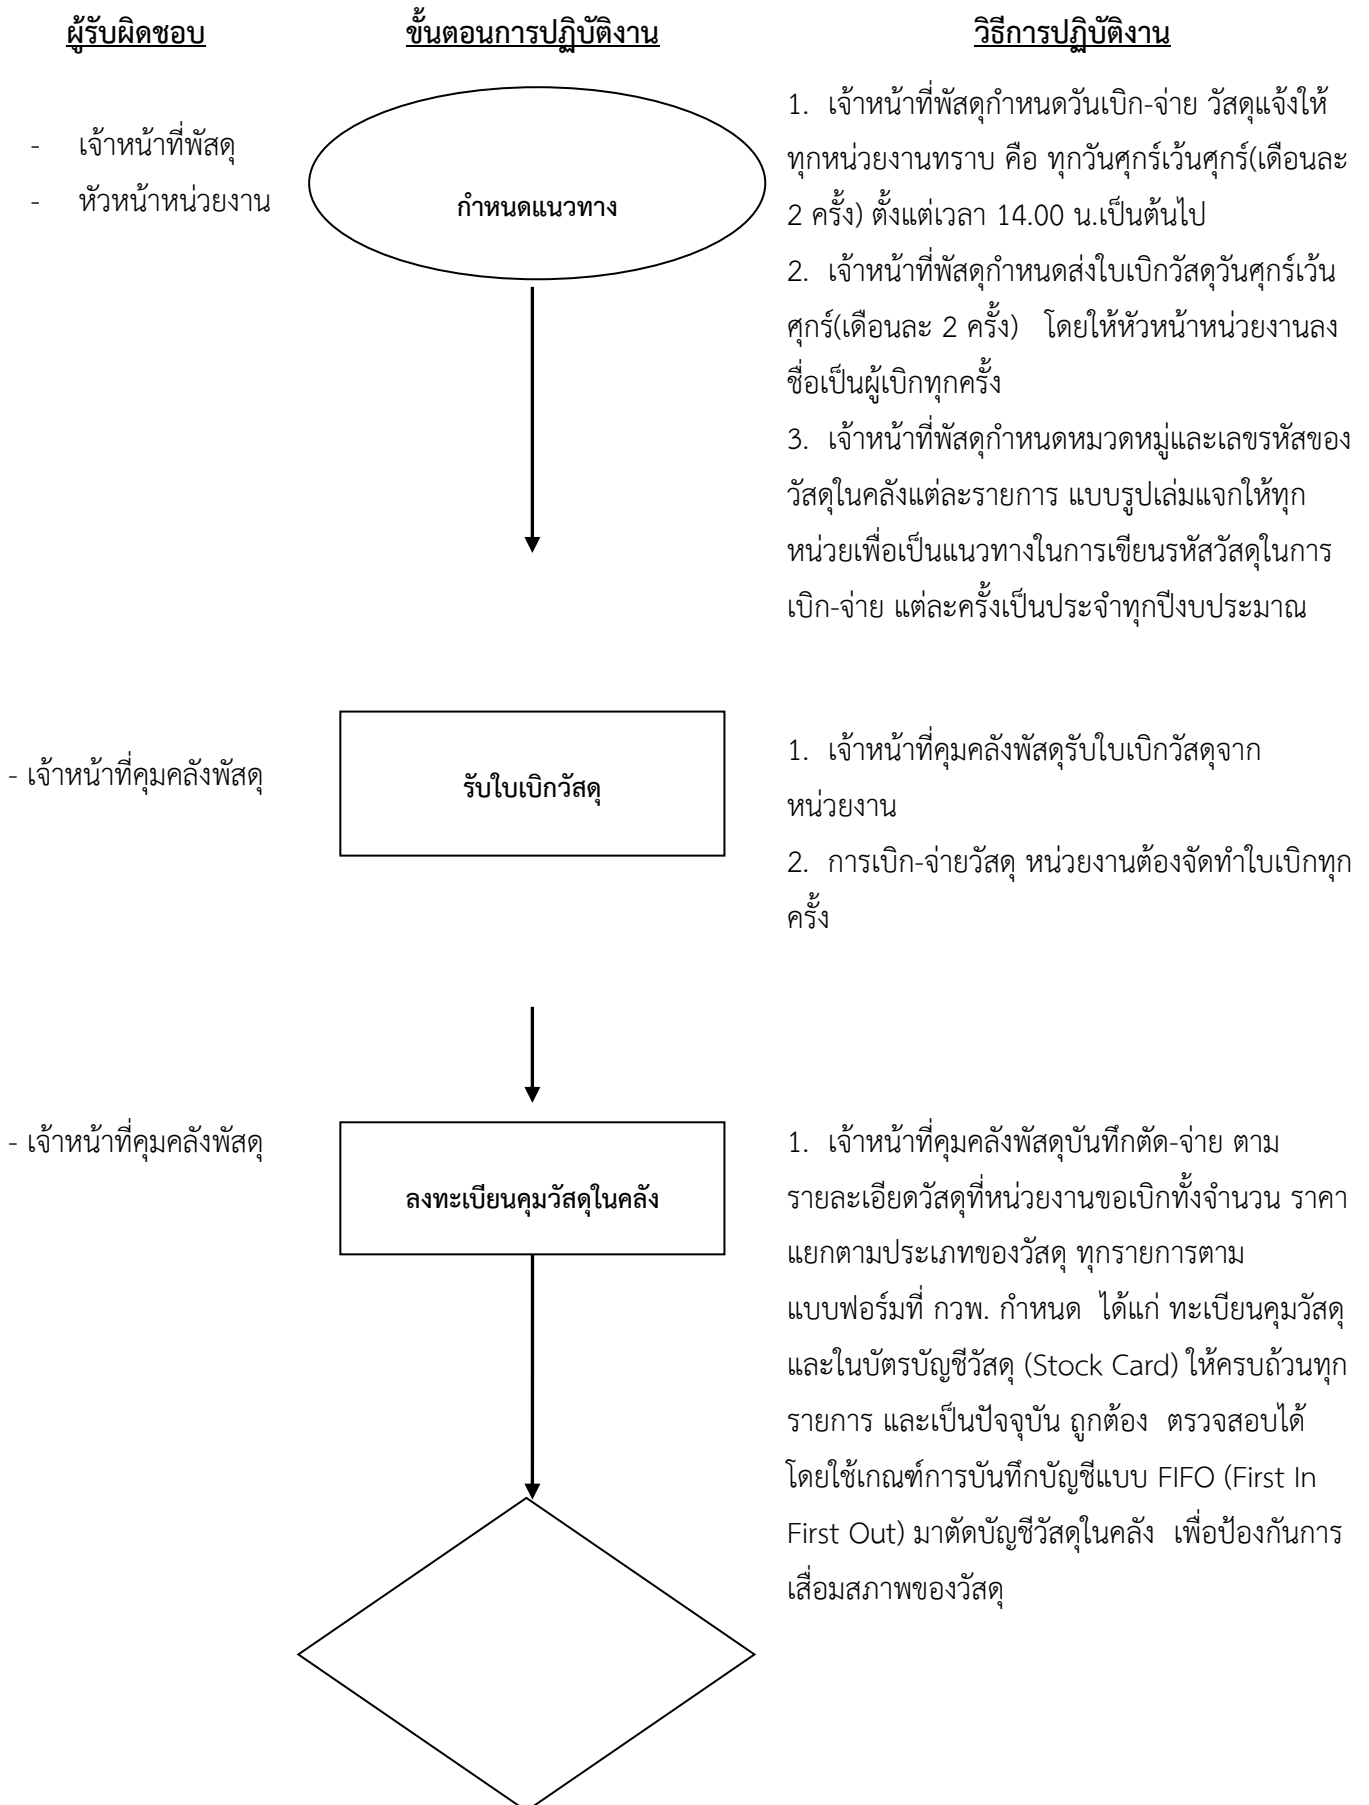 ผู้รับผิดชอบ
ขั้นตอนการปฏิบัติงาน
วิธีการปฏิบัติงาน
- เจ้าหน้าที่พัสดุ
- หัวหน้าหน่วยงาน
กำหนดแนวทาง
1. เจ้าหน้าที่พัสดุกำหนดวันเบิก-จ่าย วัสดุแจ้งให้
ทุกหน่วยงานทราบ คือ ทุกวันศุกร์เว้นศุกร์(เดือนละ
2 ครั้ง) ตั้งแต่เวลา 14.00 น.เป็นต้นไป
2. เจ้าหน้าที่พัสดุกำหนดส่งใบเบิกวัสดุวันศุกร์เว้น
ศุกร์(เดือนละ 2 ครั้ง) โดยให้หัวหน้าหน่วยงานลง
ชื่อเป็นผู้เบิกทุกครั้ง
3. เจ้าหน้าที่พัสดุกำหนดหมวดหมู่และเลขรหัสของ
วัสดุในคลังแต่ละรายการ แบบรูปเล่มแจกให้ทุก
หน่วยเพื่อเป็นแนวทางในการเขียนรหัสวัสดุในการ
เบิก-จ่าย แต่ละครั้งเป็นประจำทุกปีงบประมาณ
- เจ้าหน้าที่คุมคลังพัสดุ
รับใบเบิกวัสดุ
1. เจ้าหน้าที่คุมคลังพัสดุรับใบเบิกวัสดุจาก
หน่วยงาน
2. การเบิก-จ่ายวัสดุ หน่วยงานต้องจัดทำใบเบิกทุก
ครั้ง
- เจ้าหน้าที่คุมคลังพัสดุ
ลงทะเบียนคุมวัสดุในคลัง
1. เจ้าหน้าที่คุมคลังพัสดุบันทึกตัด-จ่าย ตาม
รายละเอียดวัสดุที่หน่วยงานขอเบิกทั้งจำนวน ราคา
แยกตามประเภทของวัสดุ ทุกรายการตาม
แบบฟอร์มที่ กวพ. กำหนด ได้แก่ ทะเบียนคุมวัสดุ
และในบัตรบัญชีวัสดุ (Stock Card) ให้ครบถ้วนทุก
รายการ และเป็นปัจจุบัน ถูกต้อง ตรวจสอบได้
โดยใช้เกณฑ์การบันทึกบัญชีแบบ FIFO (First In
First Out) มาตัดบัญชีวัสดุในคลัง เพื่อป้องกันการ
เสื่อมสภาพของวัสดุ